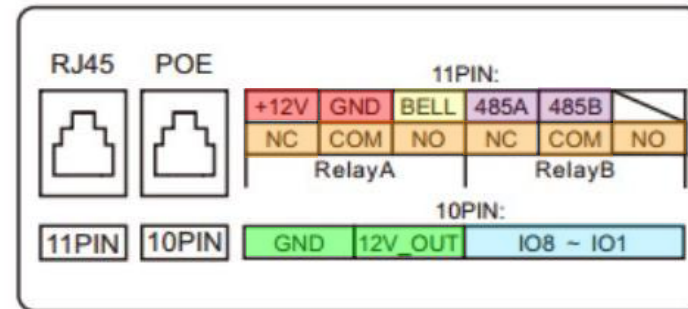 RJ45 POE 11PIN:
+12V GND BELL 485A 485B
NC COM NO NC COM NO
RelayA RelayB
10PIN:
11PIN 10PIN GND 12V_OUT IO8 ~ IO1